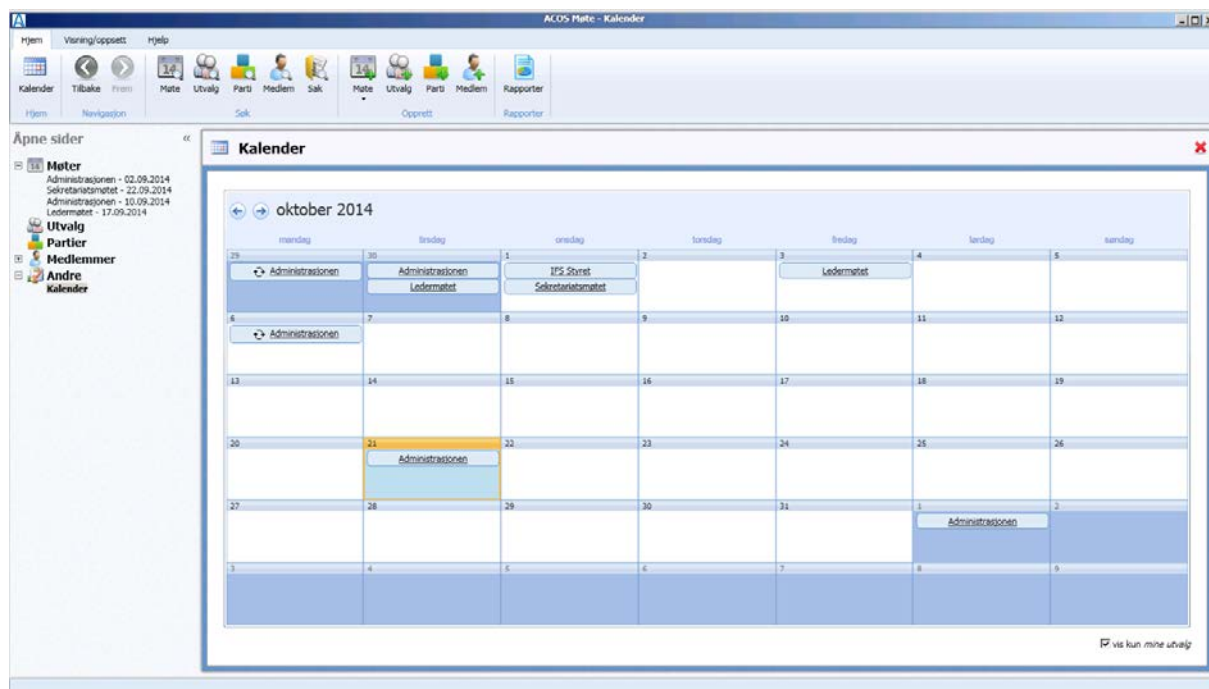 ACOS Møte - Kalender
Hjem Visning/oppsett Hjelp
Kalender Tilbake Frem Møte Utvalg Parti Medlem Sak Møte Utvalg Parti Medlem Rapporter
Hjem Navigasjon Søk Opprett Rapporter
Åpne sider «
Møter
Administrasjonen - 02.09.2014
Sekretariatsmøtet - 22.09.2014
Administrasjonen - 10.09.2014
Ledermøtet - 17.09.2014
Utvalg
Partier
Medlemmer
Andre
Kalender
Kalender
oktober 2014
mandag tirsdag onsdag torsdag fredag lørdag søndag
29 30 1 2 3 4 5
Administrasjonen Administrasjonen IFS Styret Ledermøtet
Ledermøtet Sekretariatsmøtet
6 7 8 9 10 11 12
Administrasjonen
13 14 15 16 17 18 19
20 21 22 23 24 25 26
Administrasjonen
27 28 29 30 31 1 2
Administrasjonen
3 4 5 6 7 8 9
vis kun mine utvalg